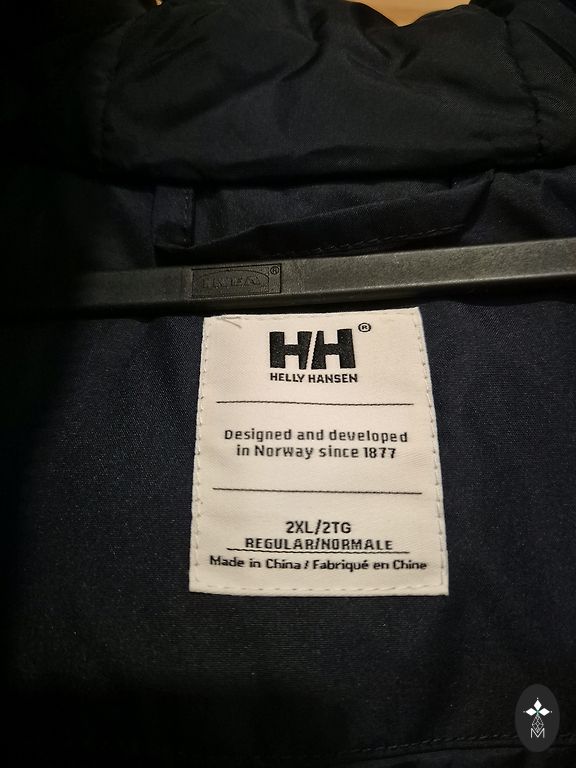 IKEA®
HH®
HELLY HANSEN
Designed and developed
in Norway since 1877
2XL/2TG
REGULAR/NORMALE
Made in China / Fabriqué en Chine
M